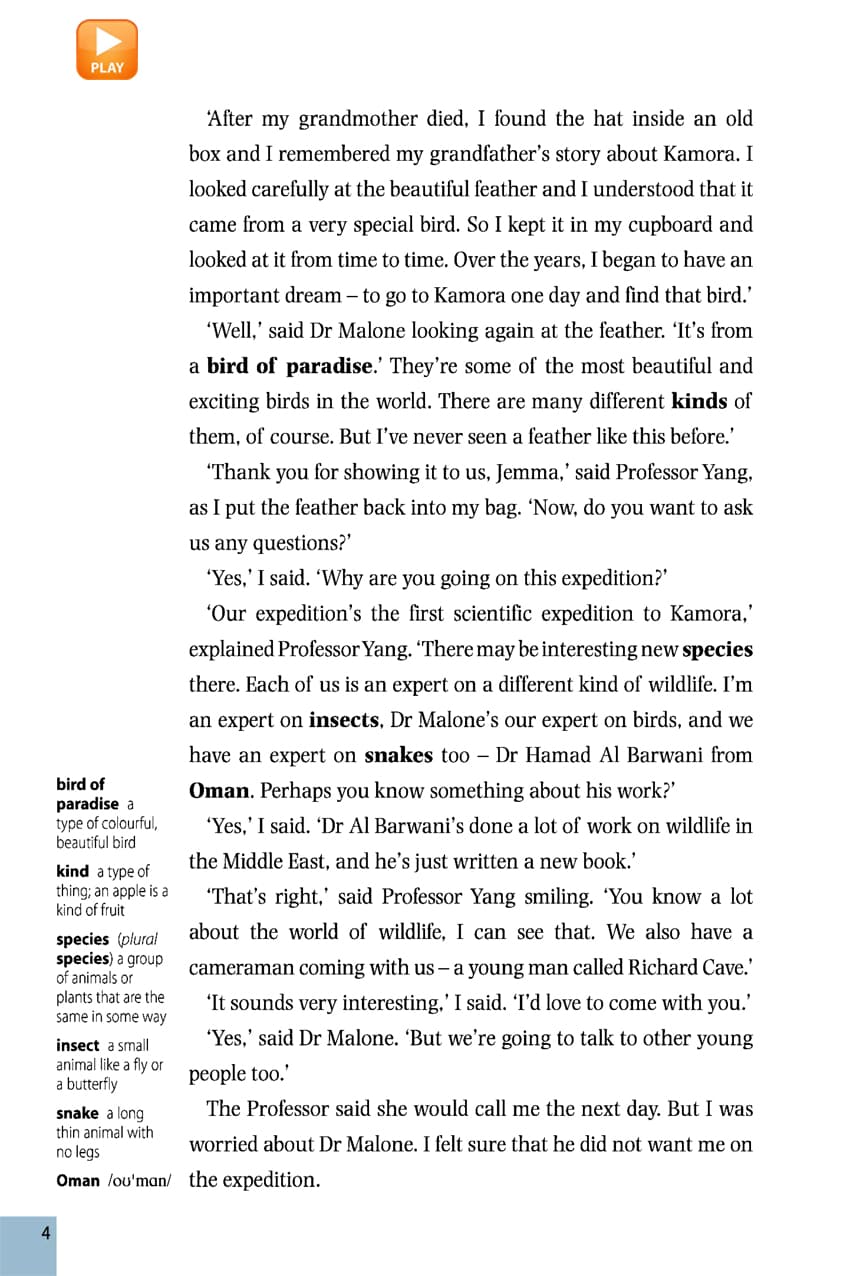 PLAY
‘After my grandmother died, I found the hat inside an old
box and I remembered my grandfather’s story about Kamora. I
looked carefully at the beautiful feather and I understood that it
came from a very special bird. So I kept it in my cupboard and
looked at it from time to time. Over the years, I began to have an
important dream – to go to Kamora one day and find that bird.’
‘Well,’ said Dr Malone looking again at the feather. ‘It’s from
a bird of paradise.’ They’re some of the most beautiful and
exciting birds in the world. There are many different kinds of
them, of course. But I’ve never seen a feather like this before.’
‘Thank you for showing it to us, Jemma,’ said Professor Yang,
as I put the feather back into my bag. ‘Now, do you want to ask
us any questions?’
‘Yes,’ I said. ‘Why are you going on this expedition?’
‘Our expedition’s the first scientific expedition to Kamora,’
explained Professor Yang. ‘There may be interesting new species
there. Each of us is an expert on a different kind of wildlife. I’m
an expert on insects, Dr Malone’s our expert on birds, and we
have an expert on snakes too – Dr Hamad Al Barwani from
Oman. Perhaps you know something about his work?’
‘Yes,’ I said. ‘Dr Al Barwani’s done a lot of work on wildlife in
the Middle East, and he’s just written a new book.’
‘That’s right,’ said Professor Yang smiling. ‘You know a lot
about the world of wildlife, I can see that. We also have a
cameraman coming with us – a young man called Richard Cave.’
‘It sounds very interesting,’ I said. ‘I’d love to come with you.’
‘Yes,’ said Dr Malone. ‘But we’re going to talk to other young
people too.’
The Professor said she would call me the next day. But I was
worried about Dr Malone. I felt sure that he did not want me on
the expedition.
bird of
paradise a
type of colourful,
beautiful bird
kind a type of
thing; an apple is a
kind of fruit
species (plural
species) a group
of animals or
plants that are the
same in some way
insect a small
animal like a fly or
a butterfly
snake a long
thin animal with
no legs
Oman /oʊˈmɑn/
4